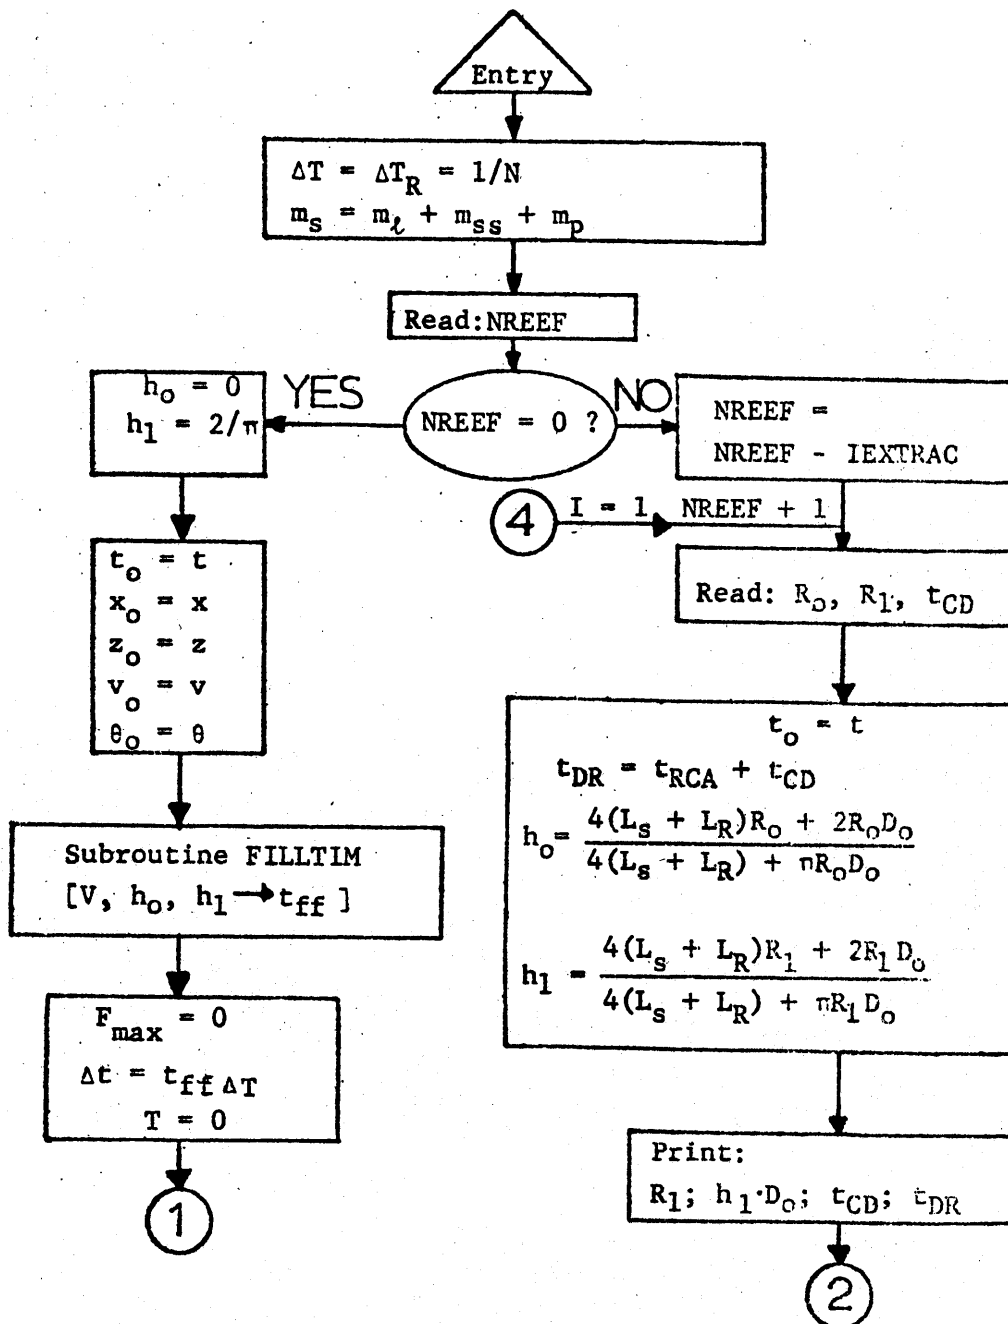 Entry
ΔT = ΔT_R = 1/N
m_s = m_ℓ + m_ss + m_p
Read:NREEF
NREEF = 0 ?
YES
h_o = 0
h_1 = 2/π
t_o = t
x_o = x
z_o = z
v_o = v
θ_o = θ
Subroutine FILLTIM
[V, h_o, h_1 → t_ff ]
F_max = 0
Δt = t_ff ΔT
T = 0
1
NO
NREEF =
NREEF - IEXTRAC
4
I = 1
NREEF + 1
Read: R_o, R_1, t_CD
t_o = t
t_DR = t_RCA + t_CD
h_o = 4(L_s + L_R)R_o + 2R_oD_o
4(L_s + L_R) + πR_oD_o
h_1 = 4(L_s + L_R)R_1 + 2R_1D_o
4(L_s + L_R) + πR_1D_o
Print:
R_1; h_1·D_o; t_CD; t_DR
2